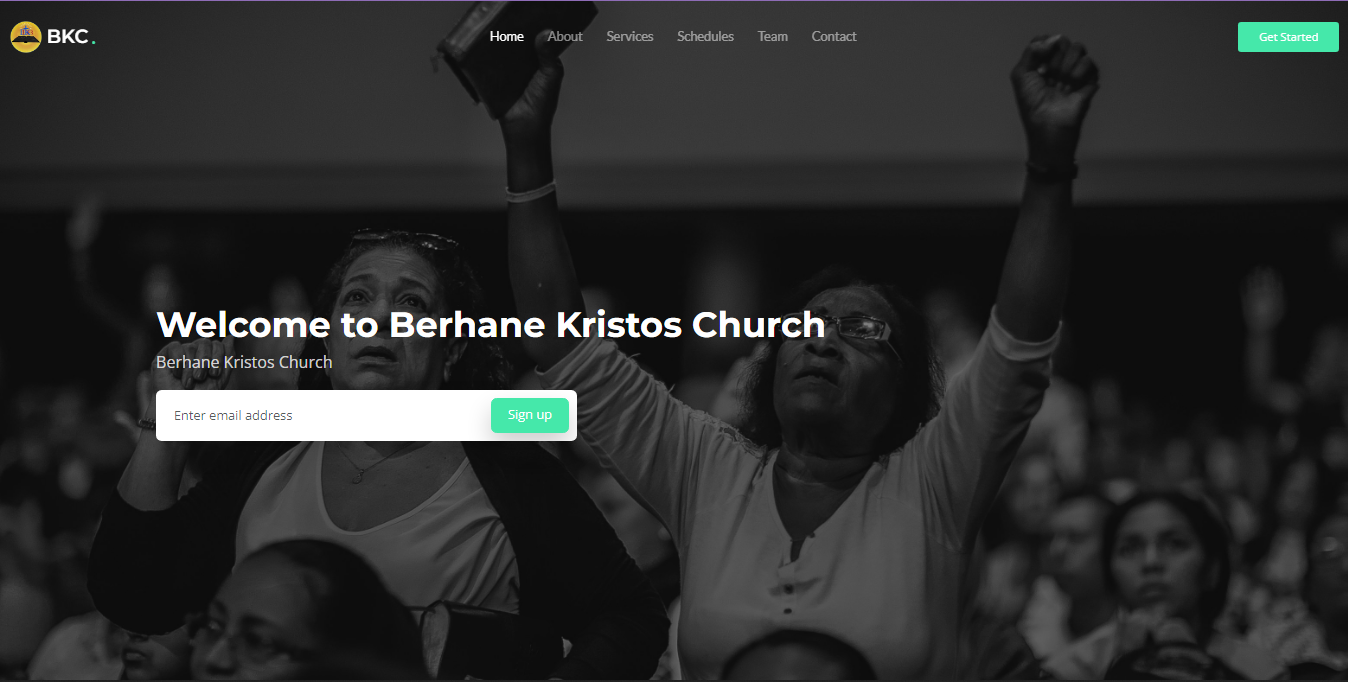 BKC.
Home About Services Schedules Team Contact
Get Started
Welcome to Berhane Kristos Church
Berhane Kristos Church
Enter email address
Sign up